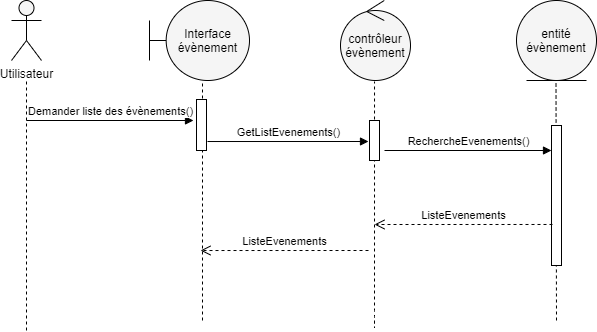 Interface
évènement
contrôleur
évènement
entité
évènement
Utilisateur
Demander liste des évènements()
GetListEvenements()
RechercheEvenements()
ListeEvenements
ListeEvenements